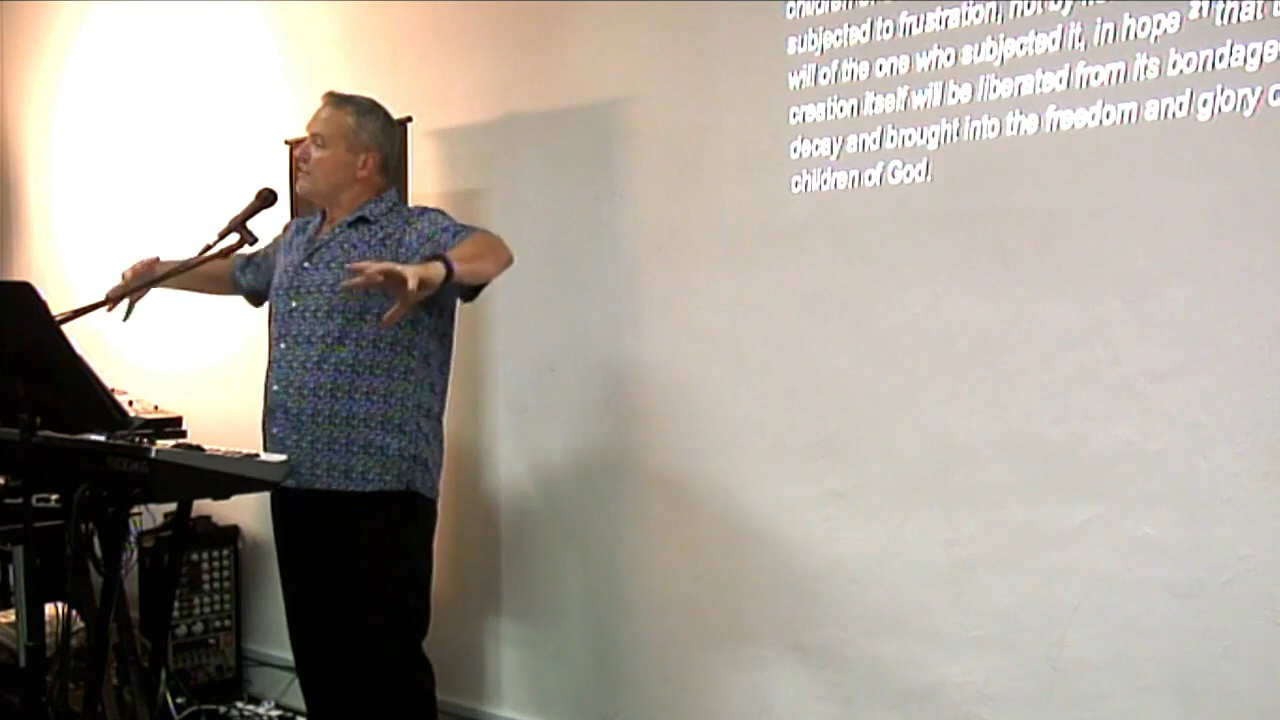 subjected to frustration, not by
will of the one who subjected it, in hope 21 that
creation itself will be liberated from its bondage
decay and brought into the freedom and glory
children of God.